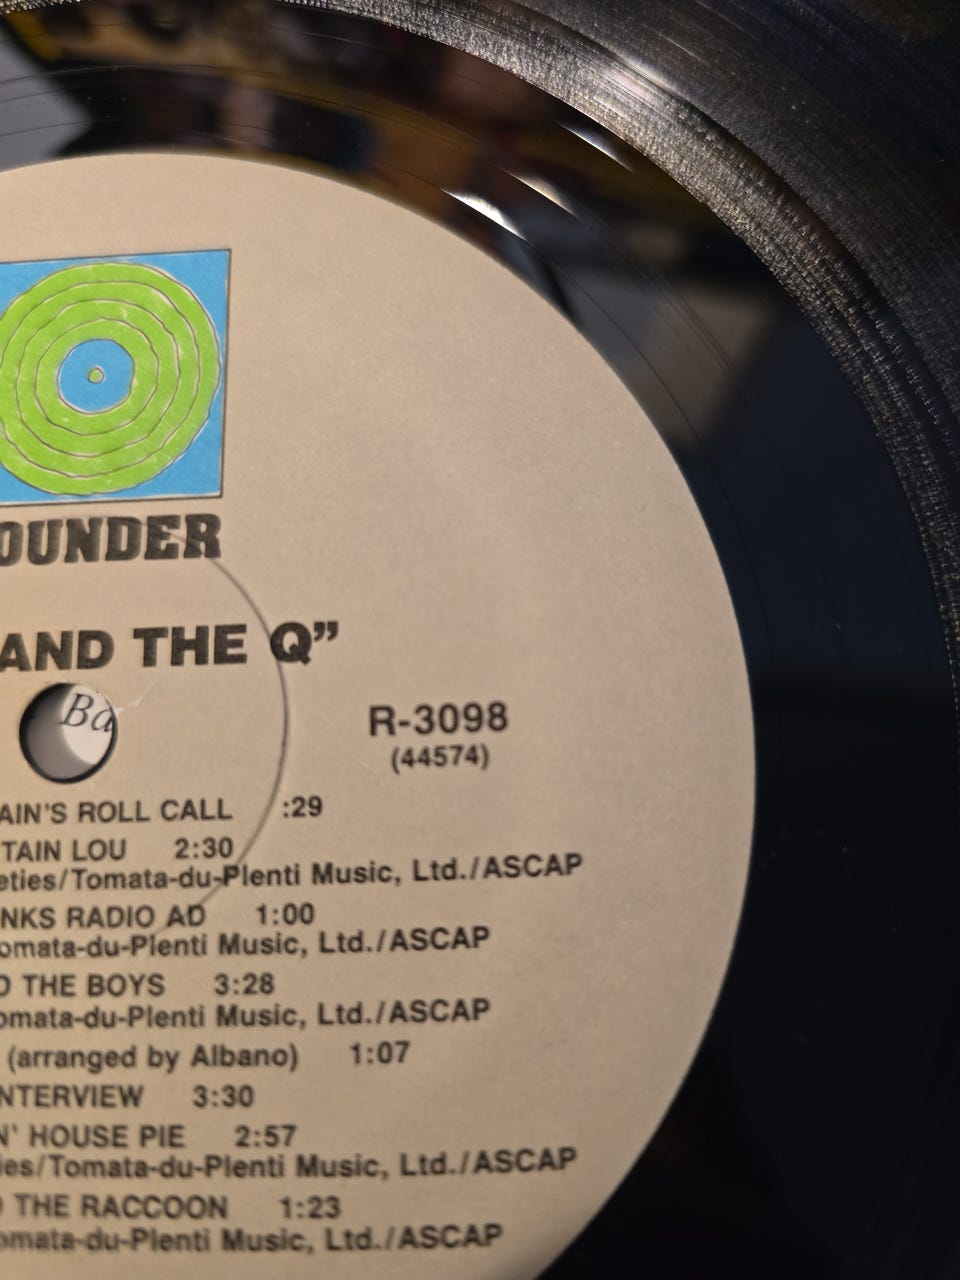 OUNDER
AND THE Q”
Ba
R-3098
(44574)
AIN'S ROLL CALL :29
TAIN LOU 2:30
eties/Tomata-du-Plenti Music, Ltd./ASCAP
NKS RADIO AD 1:00
omata-du-Plenti Music, Ltd./ASCAP
D THE BOYS 3:28
omata-du-Plenti Music, Ltd./ASCAP
(arranged by Albano) 1:07
NTERVIEW 3:30
N' HOUSE PIE 2:57
ies/Tomata-du-Plenti Music, Ltd./ASCAP
THE RACCOON 1:23
omata-du-Plenti Music, Ltd./ASCAP